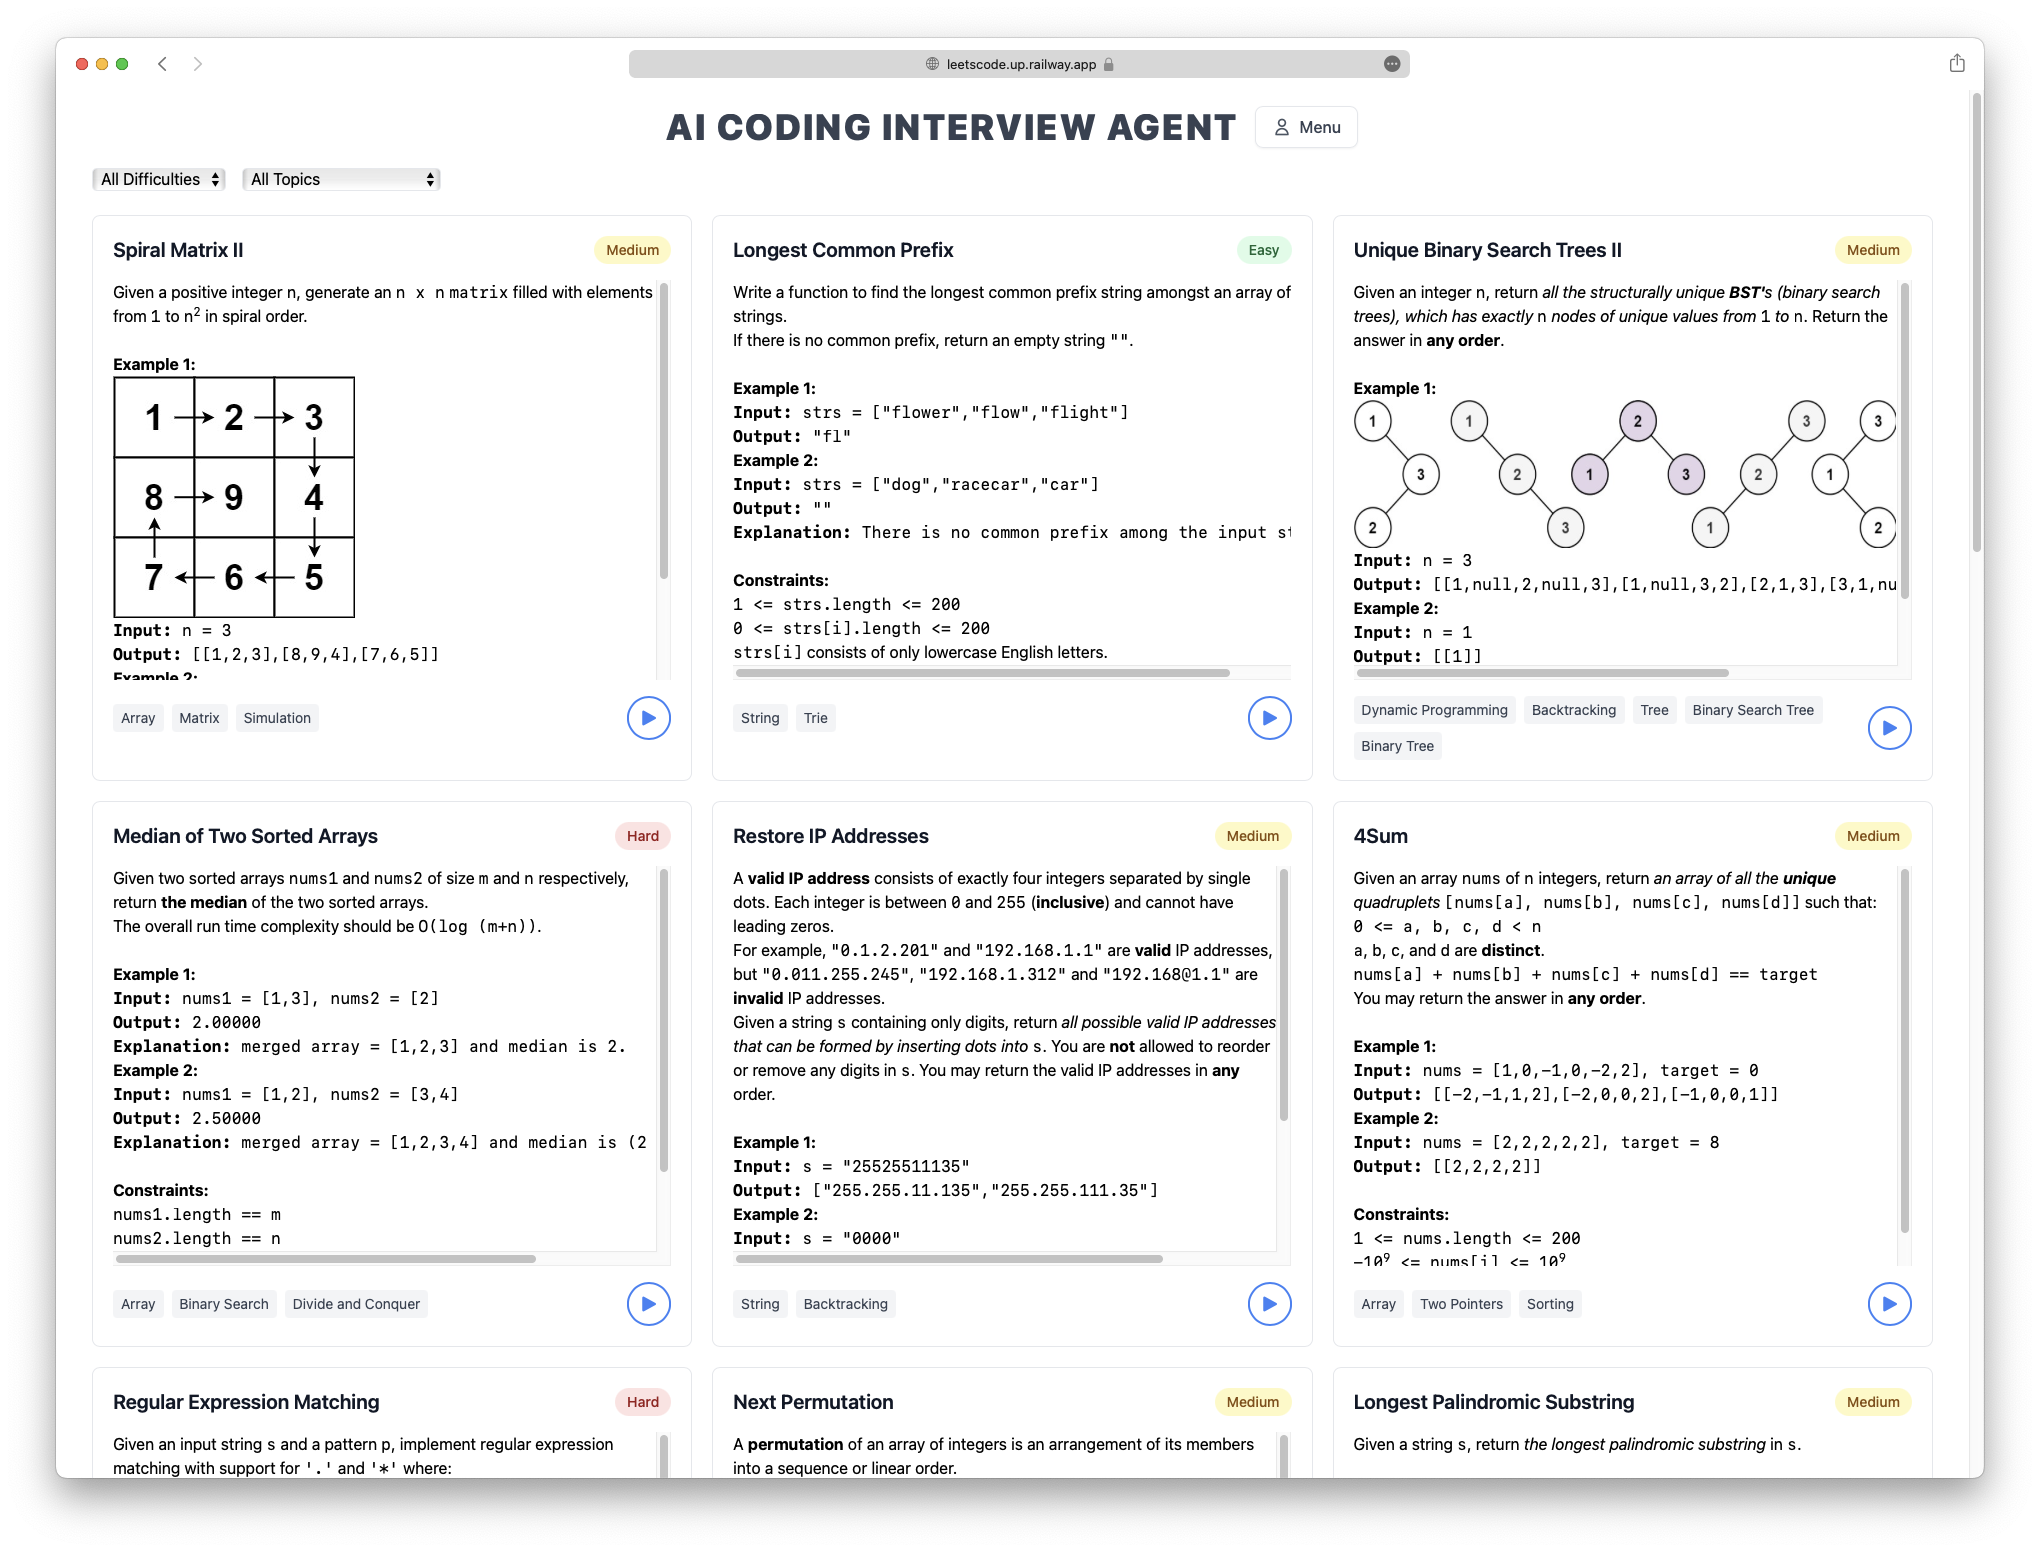 leetscode.up.railway.app
AI CODING INTERVIEW AGENT
Menu
All Difficulties
All Topics
Spiral Matrix II
Medium
Given a positive integer n, generate an n x n matrix filled with elements
from 1 to n² in spiral order.
Example 1:
1 2 3
8 9 4
7 6 5
Input: n = 3
Output: [[1,2,3],[8,9,4],[7,6,5]]
Example 2:
Array Matrix Simulation
Longest Common Prefix
Easy
Write a function to find the longest common prefix string amongst an array of
strings.
If there is no common prefix, return an empty string "".
Example 1:
Input: strs = ["flower","flow","flight"]
Output: "fl"
Example 2:
Input: strs = ["dog","racecar","car"]
Output: ""
Explanation: There is no common prefix among the input st
Constraints:
1 <= strs.length <= 200
0 <= strs[i].length <= 200
strs[i] consists of only lowercase English letters.
String Trie
Unique Binary Search Trees II
Medium
Given an integer n, return all the structurally unique BST's (binary search
trees), which has exactly n nodes of unique values from 1 to n. Return the
answer in any order.
Example 1:
1 1 2 3 3
3 2 1 3 2 1
2 3 1 2
Input: n = 3
Output: [[1,null,2,null,3],[1,null,3,2],[2,1,3],[3,1,nu
Example 2:
Input: n = 1
Output: [[1]]
Dynamic Programming Backtracking Tree Binary Search Tree
Binary Tree
Median of Two Sorted Arrays
Hard
Given two sorted arrays nums1 and nums2 of size m and n respectively,
return the median of the two sorted arrays.
The overall run time complexity should be O(log (m+n)).
Example 1:
Input: nums1 = [1,3], nums2 = [2]
Output: 2.00000
Explanation: merged array = [1,2,3] and median is 2.
Example 2:
Input: nums1 = [1,2], nums2 = [3,4]
Output: 2.50000
Explanation: merged array = [1,2,3,4] and median is (2
Constraints:
nums1.length == m
nums2.length == n
Array Binary Search Divide and Conquer
Restore IP Addresses
Medium
A valid IP address consists of exactly four integers separated by single
dots. Each integer is between 0 and 255 (inclusive) and cannot have
leading zeros.
For example, "0.1.2.201" and "192.168.1.1" are valid IP addresses,
but "0.011.255.245", "192.168.1.312" and "192.168@1.1" are
invalid IP addresses.
Given a string s containing only digits, return all possible valid IP addresses
that can be formed by inserting dots into s. You are not allowed to reorder
or remove any digits in s. You may return the valid IP addresses in any
order.
Example 1:
Input: s = "25525511135"
Output: ["255.255.11.135","255.255.111.35"]
Example 2:
Input: s = "0000"
String Backtracking
4Sum
Medium
Given an array nums of n integers, return an array of all the unique
quadruplets [nums[a], nums[b], nums[c], nums[d]] such that:
0 <= a, b, c, d < n
a, b, c, and d are distinct.
nums[a] + nums[b] + nums[c] + nums[d] == target
You may return the answer in any order.
Example 1:
Input: nums = [1,0,-1,0,-2,2], target = 0
Output: [[-2,-1,1,2],[-2,0,0,2],[-1,0,0,1]]
Example 2:
Input: nums = [2,2,2,2,2], target = 8
Output: [[2,2,2,2]]
Constraints:
1 <= nums.length <= 200
-10⁹ <= nums[i] <= 10⁹
Array Two Pointers Sorting
Regular Expression Matching
Hard
Given an input string s and a pattern p, implement regular expression
matching with support for '.' and '*' where:
Next Permutation
Medium
A permutation of an array of integers is an arrangement of its members
into a sequence or linear order.
Longest Palindromic Substring
Medium
Given a string s, return the longest palindromic substring in s.